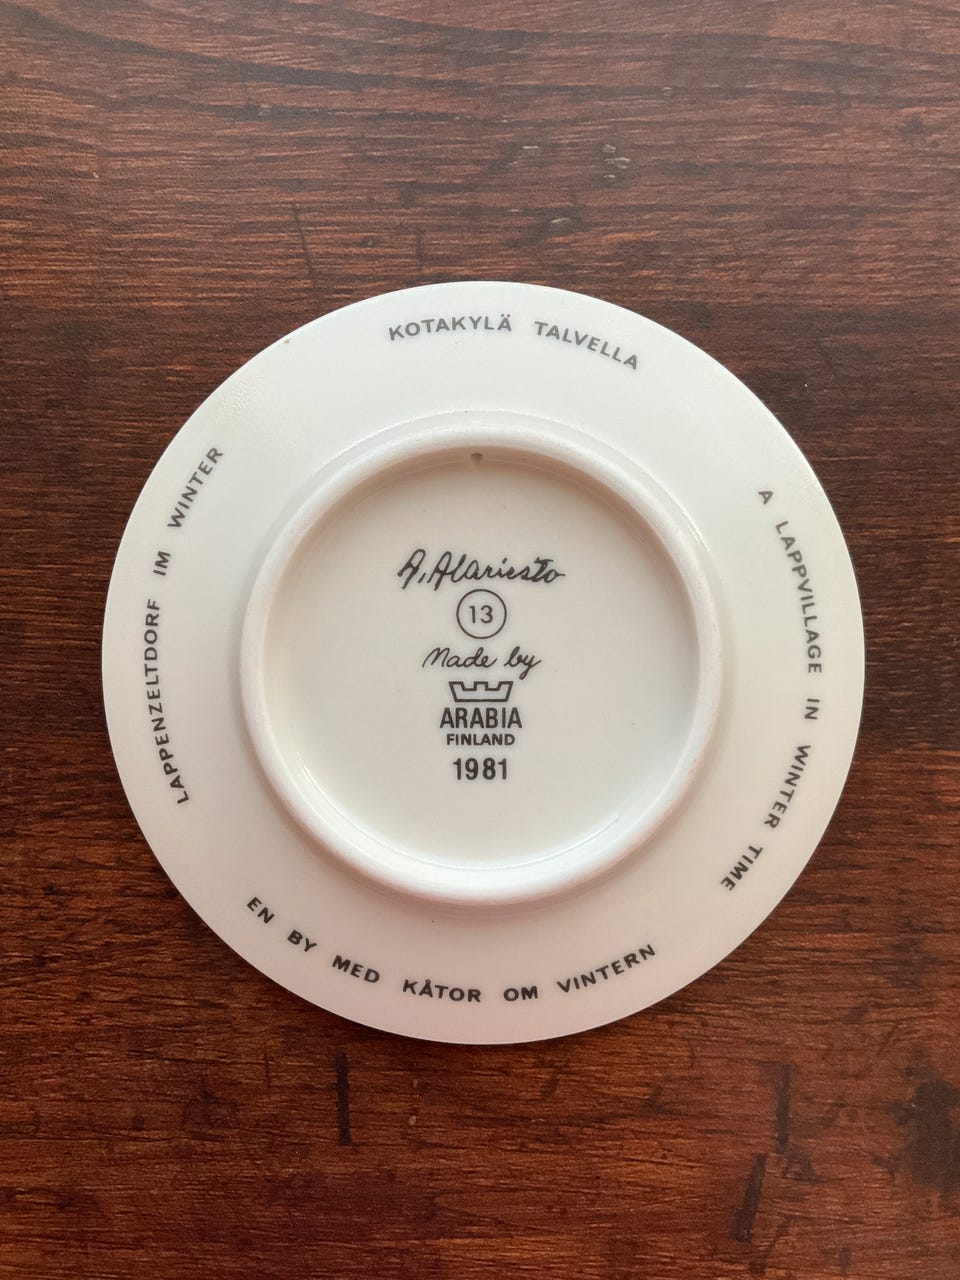 KOTAKYLÄ TALVELLA
A LAPPVILLAGE IN WINTER TIME
EN BY MED KÅTOR OM VINTERN
LAPPENZELTDORF IM WINTER
A. Alariesto
13
Made by
ARABIA
FINLAND
1981